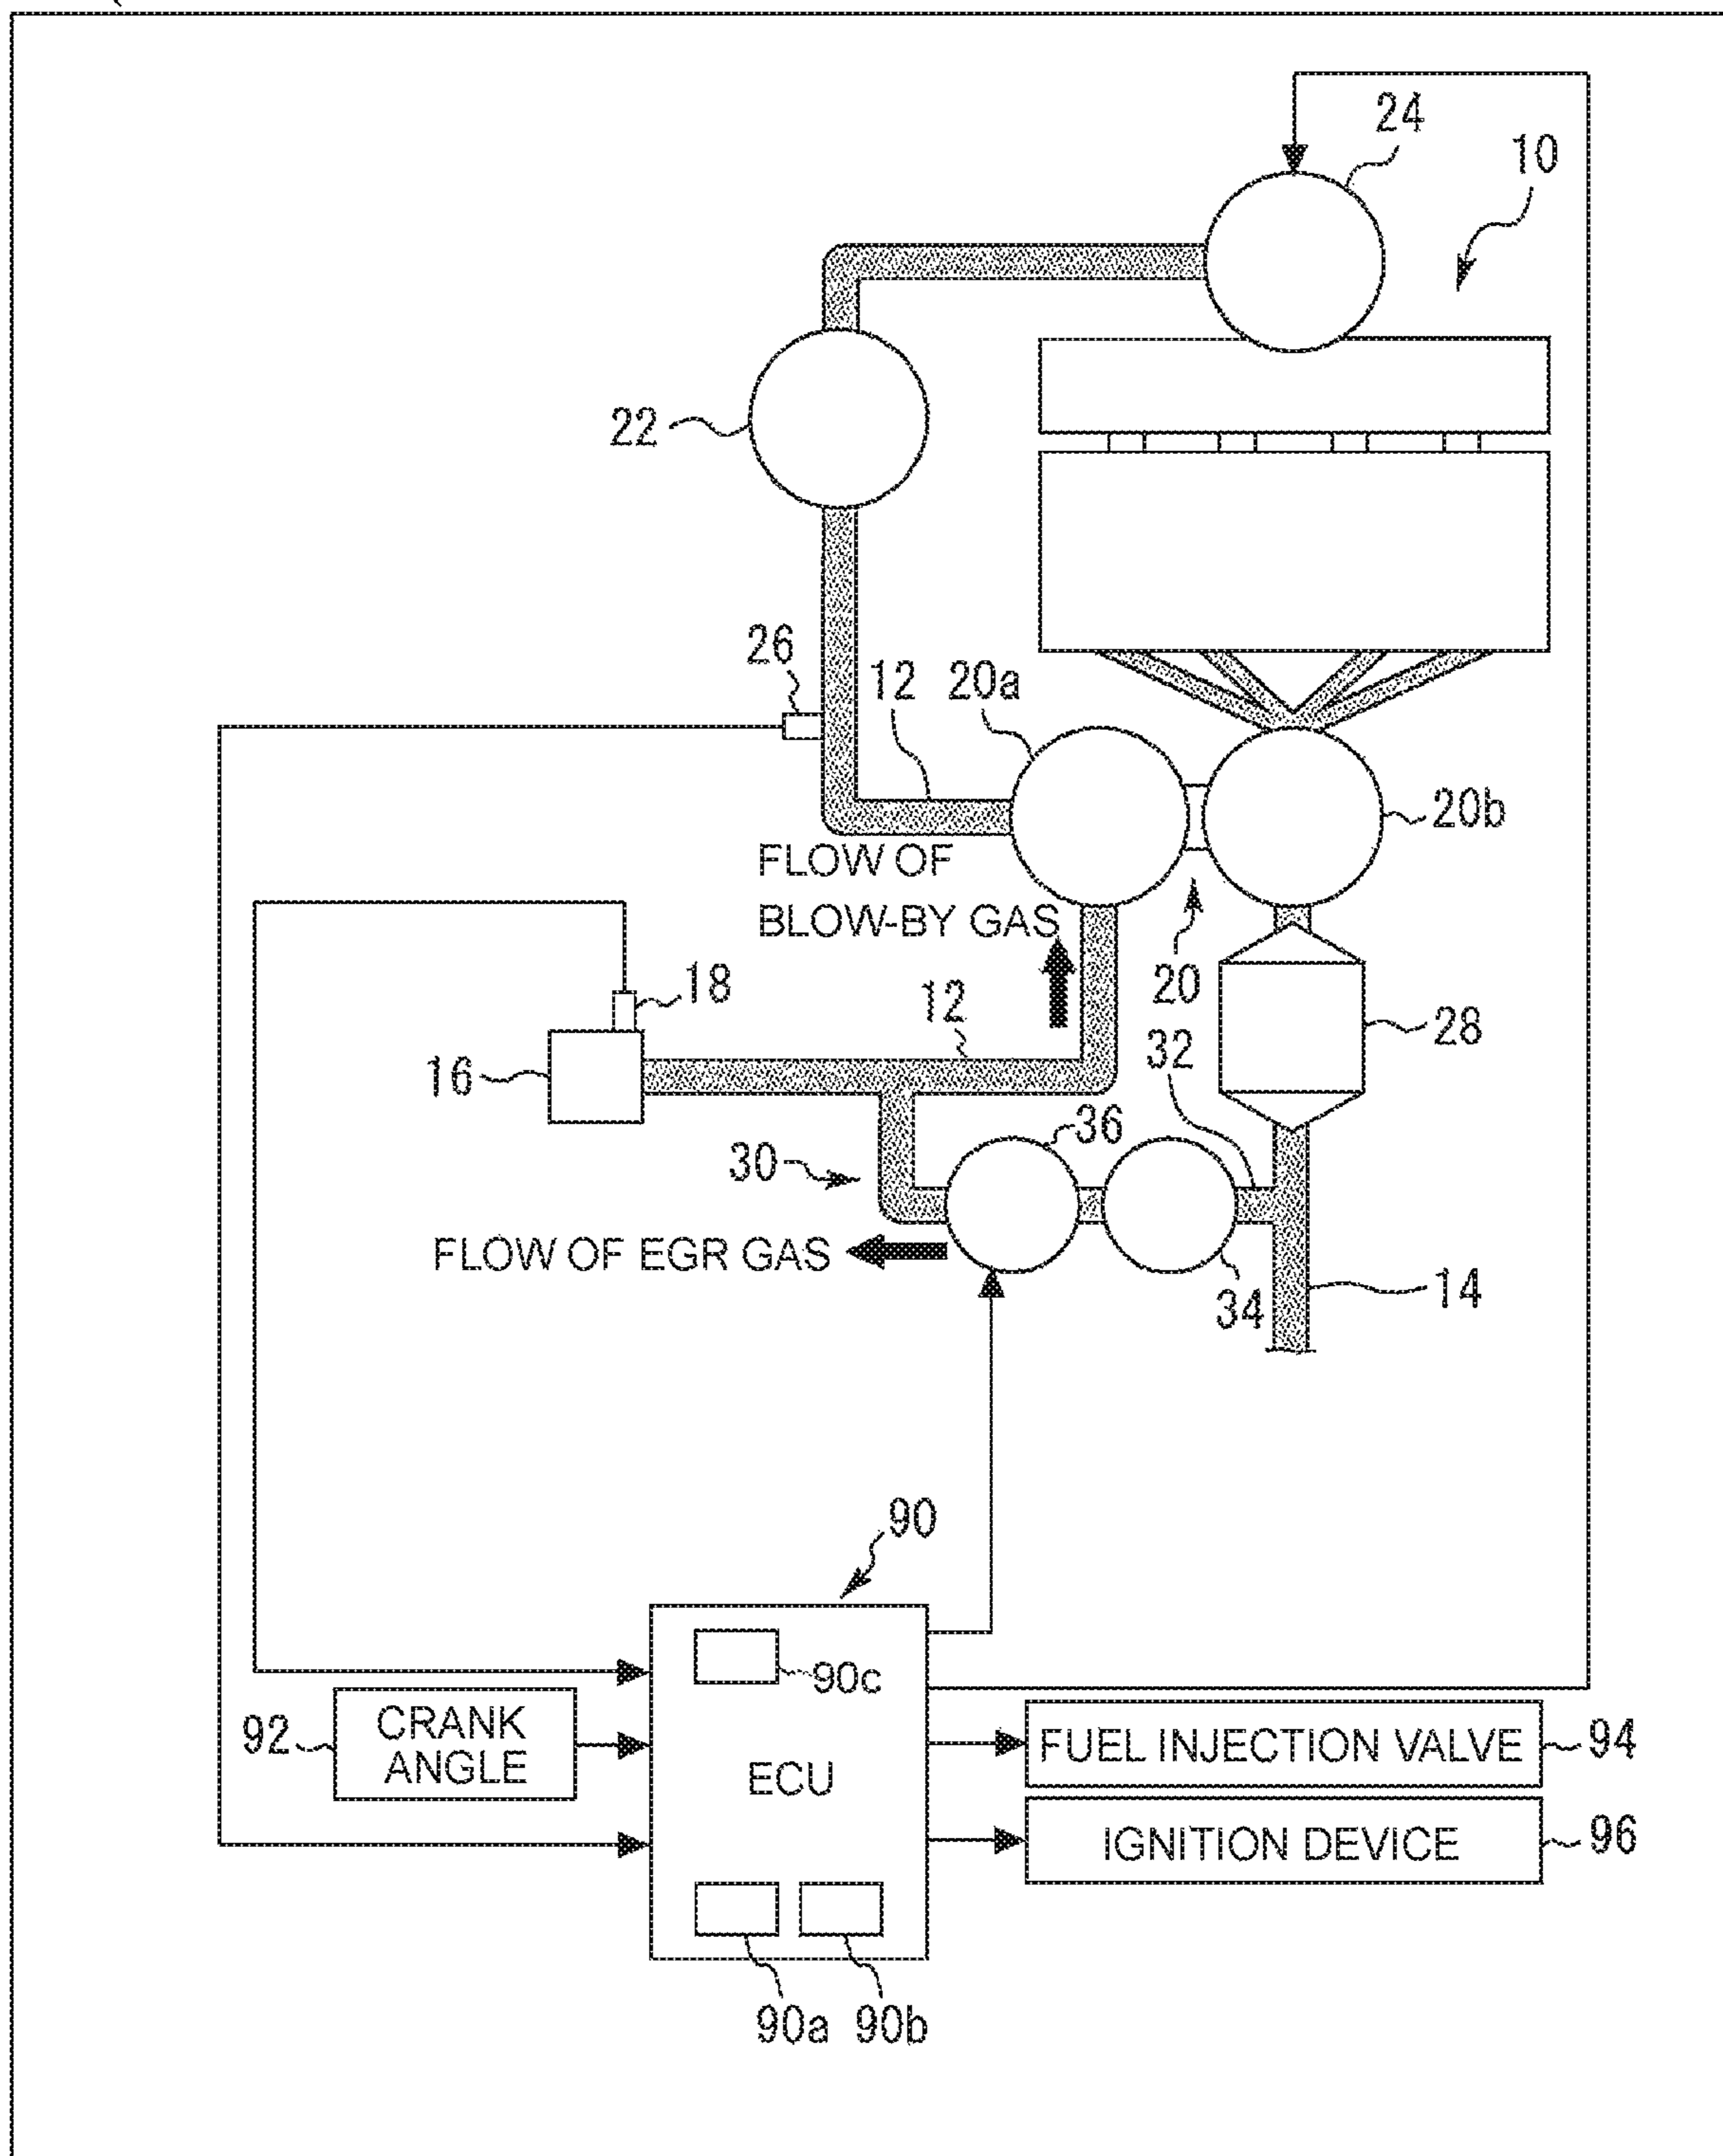 24
10
22
26
12
20a
20b
FLOW OF
BLOW-BY GAS
18
12
20
28
16
32
36
30
FLOW OF EGR GAS
34
14
90
90c
92
CRANK
ANGLE
ECU
FUEL INJECTION VALVE
94
IGNITION DEVICE
96
90a
90b